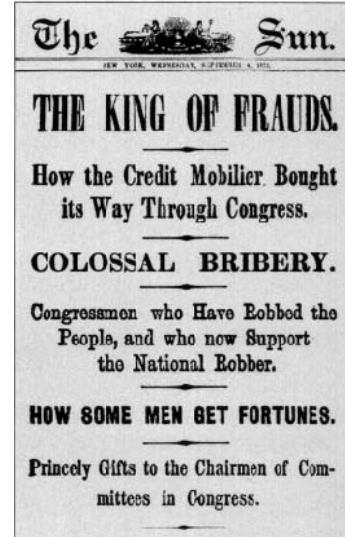 The Sun.
NEW YORK, WEDNESDAY, SEPTEMBER 4, 1872.
THE KING OF FRAUDS.
How the Credit Mobilier Bought
its Way Through Congress.
COLOSSAL BRIBERY.
Congressmen who Have Robbed the
People, and who now Support
the National Robber.
HOW SOME MEN GET FORTUNES.
Princely Gifts to the Chairmen of Com-
mittees in Congress.